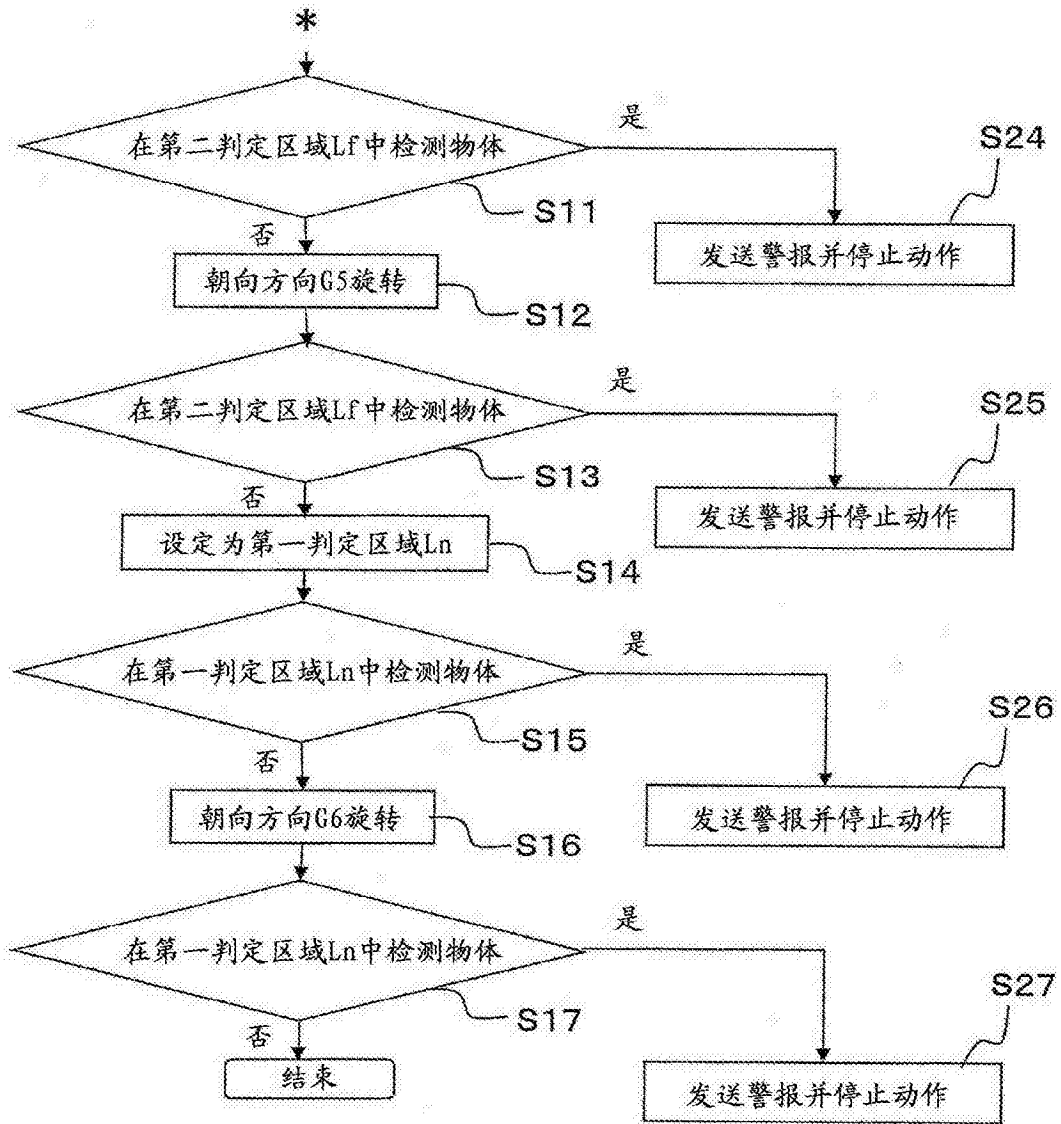 *
在第二判定区域Lf中检测物体
是
S11
S24
否
发送警报并停止动作
朝向方向G5旋转
S12
在第二判定区域Lf中检测物体
是
S13
S25
否
发送警报并停止动作
设定为第一判定区域Ln
S14
在第一判定区域Ln中检测物体
是
S15
S26
否
发送警报并停止动作
朝向方向G6旋转
S16
在第一判定区域Ln中检测物体
是
S17
S27
否
结束
发送警报并停止动作